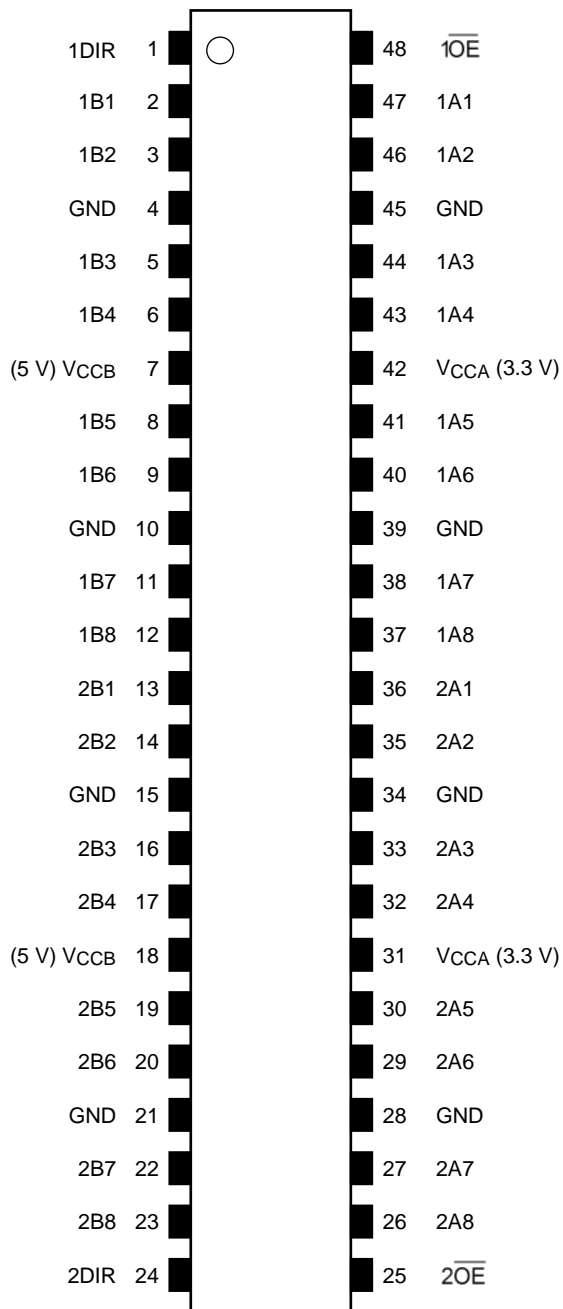 1DIR 1 48 1O̅E̅
1B1 2 47 1A1
1B2 3 46 1A2
GND 4 45 GND
1B3 5 44 1A3
1B4 6 43 1A4
(5 V) VCCB 7 42 VCCA (3.3 V)
1B5 8 41 1A5
1B6 9 40 1A6
GND 10 39 GND
1B7 11 38 1A7
1B8 12 37 1A8
2B1 13 36 2A1
2B2 14 35 2A2
GND 15 34 GND
2B3 16 33 2A3
2B4 17 32 2A4
(5 V) VCCB 18 31 VCCA (3.3 V)
2B5 19 30 2A5
2B6 20 29 2A6
GND 21 28 GND
2B7 22 27 2A7
2B8 23 26 2A8
2DIR 24 25 2O̅E̅